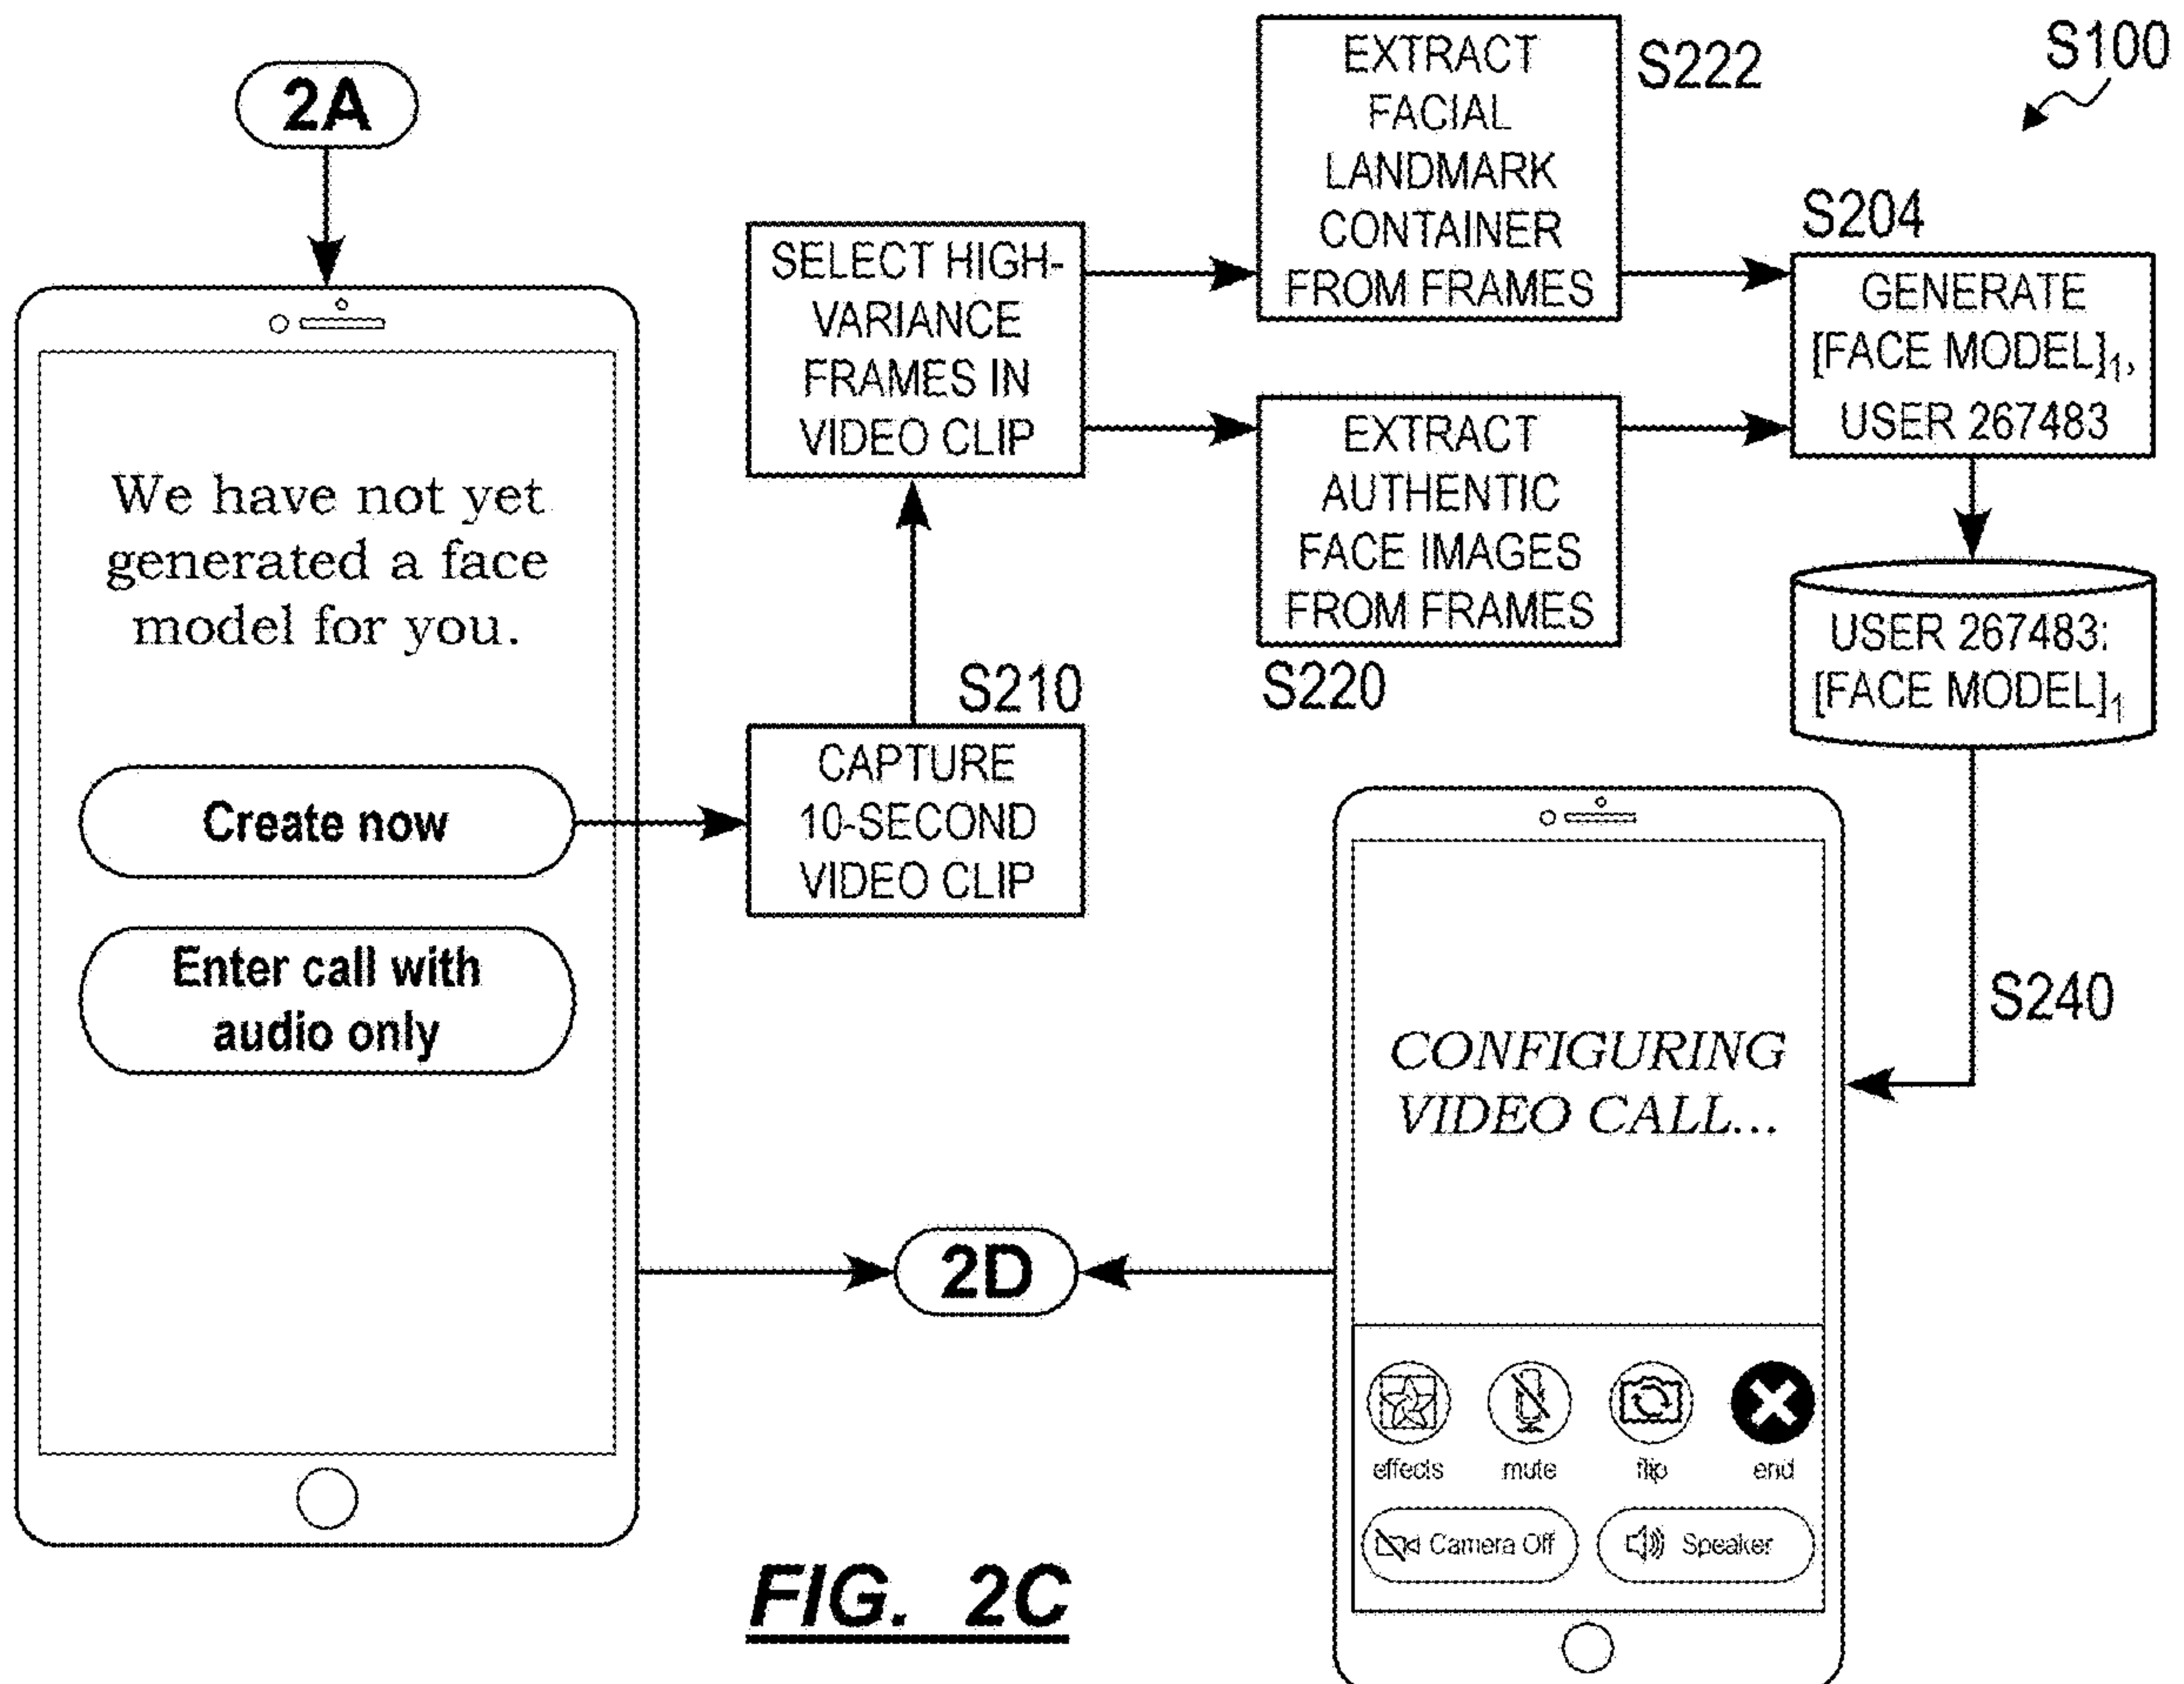 2A
We have not yet
generated a face
model for you.
Create now
Enter call with
audio only
S210
CAPTURE
10-SECOND
VIDEO CLIP
SELECT HIGH-
VARIANCE
FRAMES IN
VIDEO CLIP
S222
EXTRACT
FACIAL
LANDMARK
CONTAINER
FROM FRAMES
EXTRACT
AUTHENTIC
FACE IMAGES
FROM FRAMES
S220
S100
S204
GENERATE
[FACE MODEL]₁,
USER 267483
USER 267483:
[FACE MODEL]₁
S240
CONFIGURING
VIDEO CALL...
effects mute flip end
Camera Off Speaker
2D
FIG. 2C